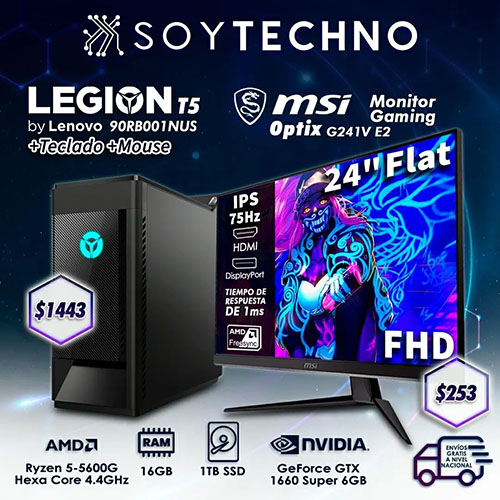 SOYTECHNO
LEGION T5
by Lenovo 90RB001NUS
+Teclado +Mouse
msi Monitor Gaming
Optix G241V E2
24" Flat
IPS
75Hz
HDMI
DisplayPort
TIEMPO DE
RESPUESTA
DE 1ms
AMD
FreeSync
$1443
FHD
msi
$253
AMD
Ryzen 5-5600G
Hexa Core 4.4GHz
RAM
16GB
1TB SSD
NVIDIA.
GeForce GTX
1660 Super 6GB
ENVÍOS
GRATIS
A NIVEL
NACIONAL